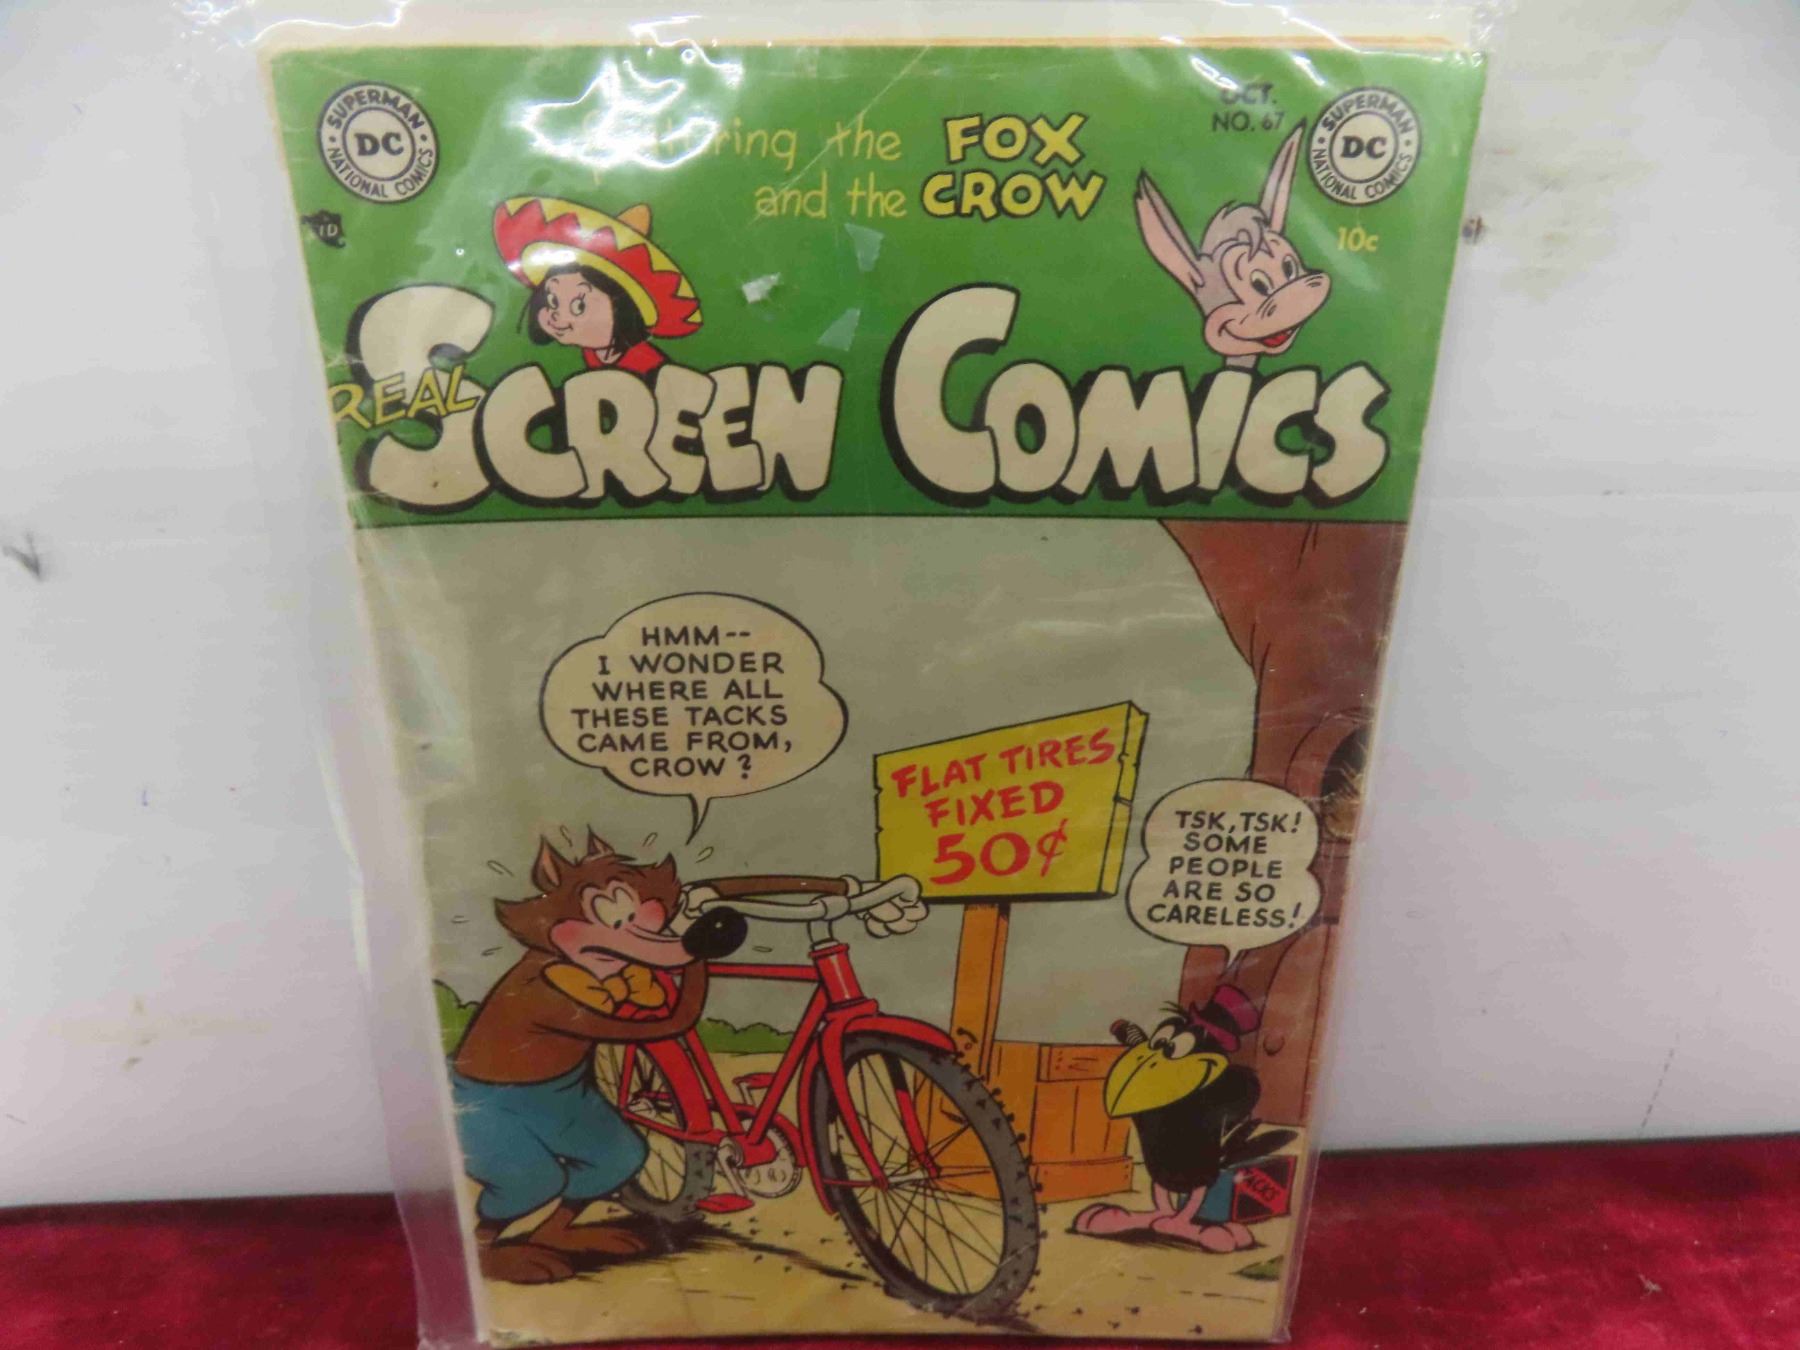 SUPERMAN
DC
NATIONAL COMICS
the FOX
and the CROW
OCT.
NO. 67
SUPERMAN
DC
NATIONAL COMICS
10c
REAL
SCREEN COMICS
HMM--
I WONDER
WHERE ALL
THESE TACKS
CAME FROM,
CROW?
FLAT TIRES
FIXED
50¢
TSK, TSK!
SOME
PEOPLE
ARE SO
CARELESS!
TACKS